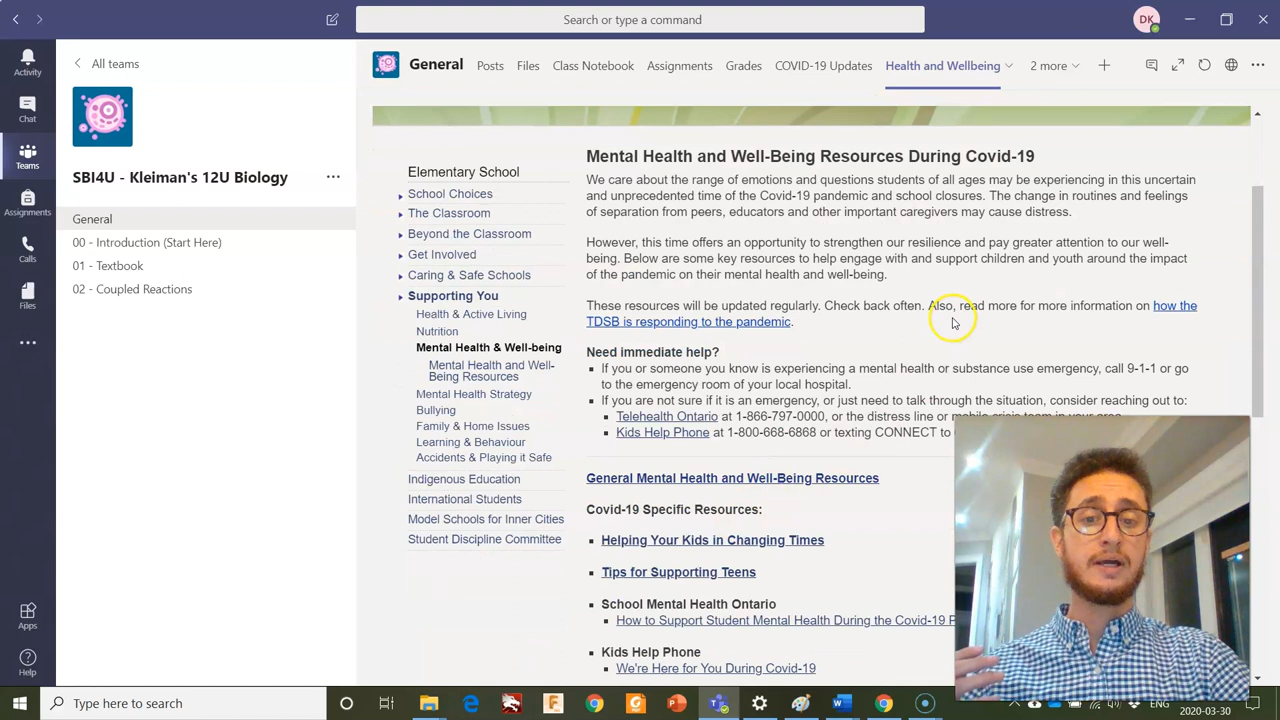 Search or type a command
DK
Activity
Chat
Teams
Assignments
Calls
Files
Apps
Help
All teams
SBI4U - Kleiman's 12U Biology
General
00 - Introduction (Start Here)
01 - Textbook
02 - Coupled Reactions
General Posts Files Class Notebook Assignments Grades COVID-19 Updates Health and Wellbeing 2 more
Elementary School
School Choices
The Classroom
Beyond the Classroom
Get Involved
Caring & Safe Schools
Supporting You
Health & Active Living
Nutrition
Mental Health & Well-being
Mental Health and Well-
Being Resources
Mental Health Strategy
Bullying
Family & Home Issues
Learning & Behaviour
Accidents & Playing it Safe
Indigenous Education
International Students
Model Schools for Inner Cities
Student Discipline Committee
Mental Health and Well-Being Resources During Covid-19
We care about the range of emotions and questions students of all ages may be experiencing in this uncertain
and unprecedented time of the Covid-19 pandemic and school closures. The change in routines and feelings
of separation from peers, educators and other important caregivers may cause distress.
However, this time offers an opportunity to strengthen our resilience and pay greater attention to our well-
being. Below are some key resources to help engage with and support children and youth around the impact
of the pandemic on their mental health and well-being.
These resources will be updated regularly. Check back often. Also, read more for more information on how the
TDSB is responding to the pandemic.
Need immediate help?
If you or someone you know is experiencing a mental health or substance use emergency, call 9-1-1 or go
to the emergency room of your local hospital.
If you are not sure if it is an emergency, or just need to talk through the situation, consider reaching out to:
Telehealth Ontario at 1-866-797-0000, or the distress line or mobile crisis team in your area
Kids Help Phone at 1-800-668-6868 or texting CONNECT to
General Mental Health and Well-Being Resources
Covid-19 Specific Resources:
Helping Your Kids in Changing Times
Tips for Supporting Teens
School Mental Health Ontario
How to Support Student Mental Health During the Covid-19
Kids Help Phone
We're Here for You During Covid-19
Type here to search
ENG
2020-03-30